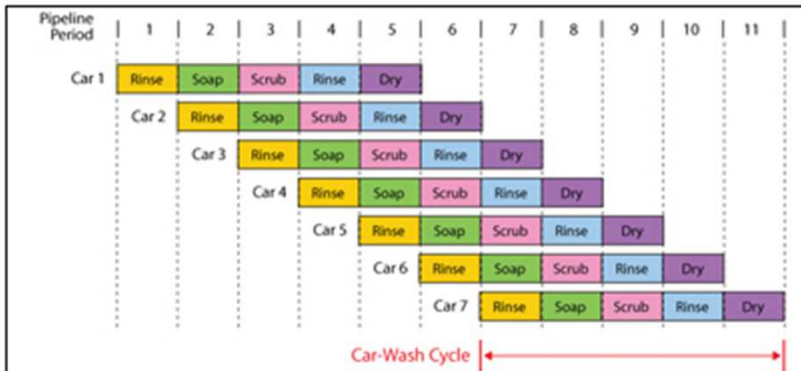 Pipeline
Period 1 2 3 4 5 6 7 8 9 10 11
Car 1 Rinse Soap Scrub Rinse Dry
Car 2 Rinse Soap Scrub Rinse Dry
Car 3 Rinse Soap Scrub Rinse Dry
Car 4 Rinse Soap Scrub Rinse Dry
Car 5 Rinse Soap Scrub Rinse Dry
Car 6 Rinse Soap Scrub Rinse Dry
Car 7 Rinse Soap Scrub Rinse Dry
Car-Wash Cycle